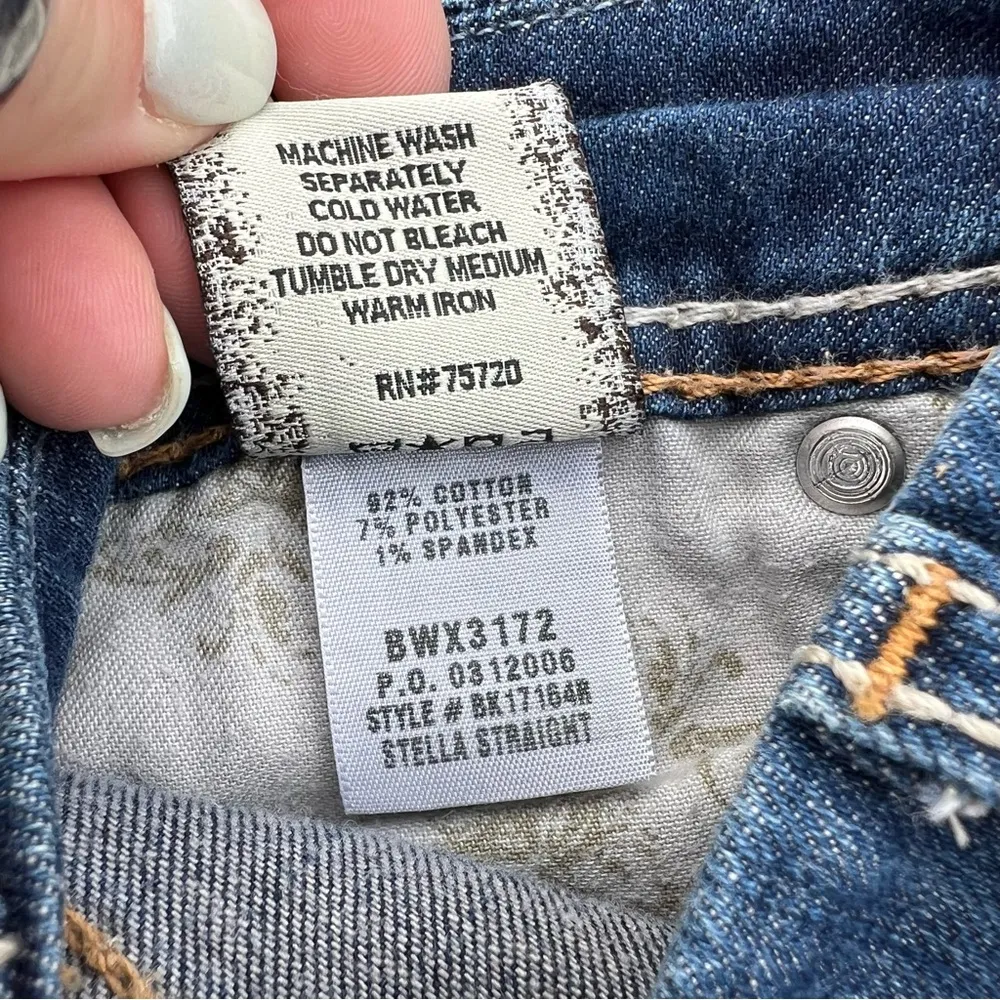 MACHINE WASH
SEPARATELY
COLD WATER
DO NOT BLEACH
TUMBLE DRY MEDIUM
WARM IRON
RN#75720
92% COTTON
7% POLYESTER
1% SPANDEX
BWX3172
P.O. 0312006
STYLE # BK17164R
STELLA STRAIGHT